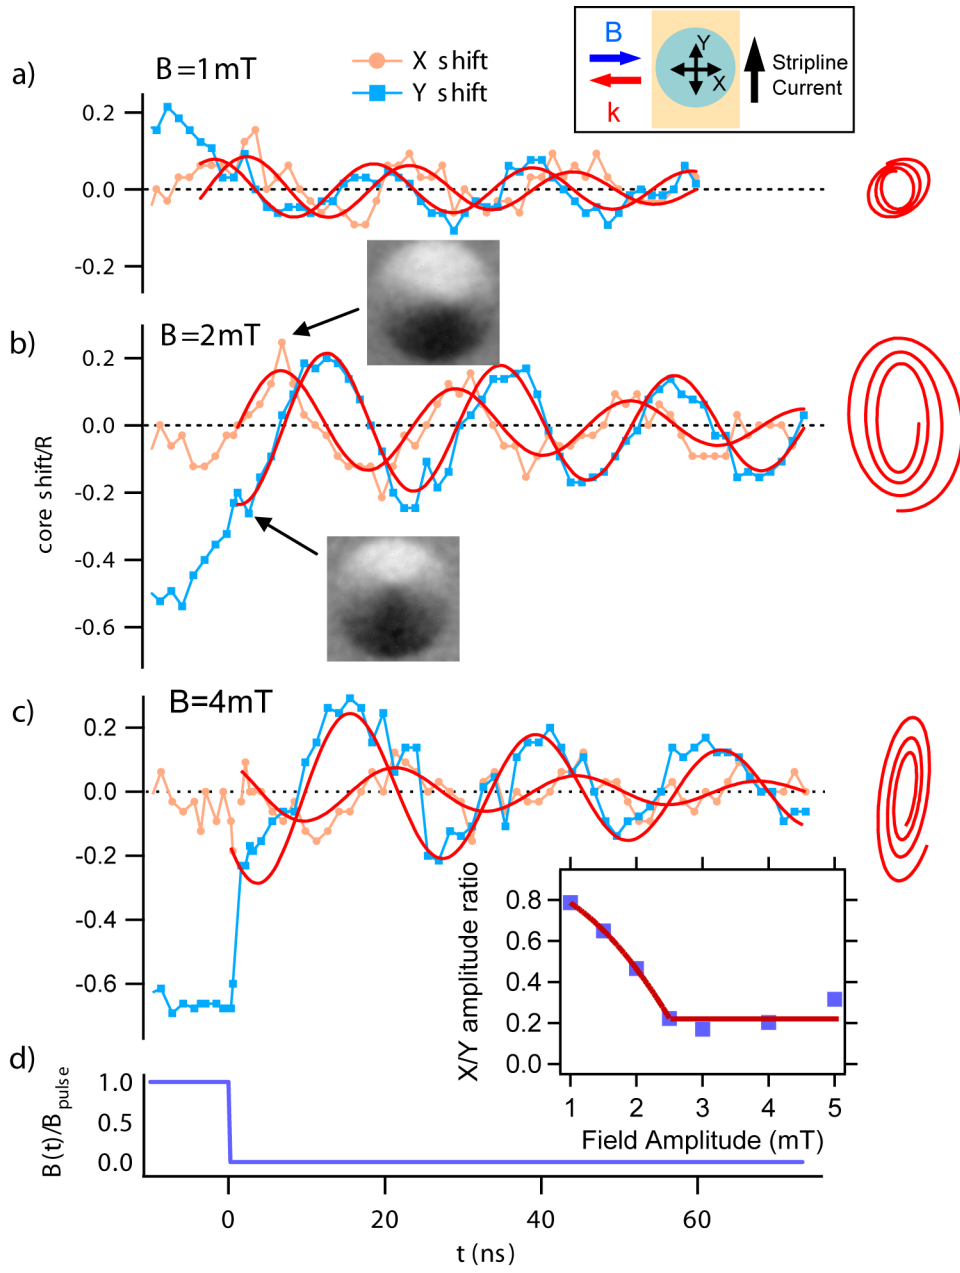 a)
B=1mT
X shift
Y shift
B
k
Y
X
Stripline
Current
0.2
0.0
-0.2
b)
B=2mT
0.2
0.0
-0.2
-0.4
-0.6
core shift/R
c)
B=4mT
0.2
0.0
-0.2
-0.4
-0.6
X/Y amplitude ratio
0.8
0.6
0.4
0.2
0.0
1 2 3 4 5
Field Amplitude (mT)
d)
B(t)/Bpulse
1.0
0.5
0.0
0 20 40 60
t (ns)